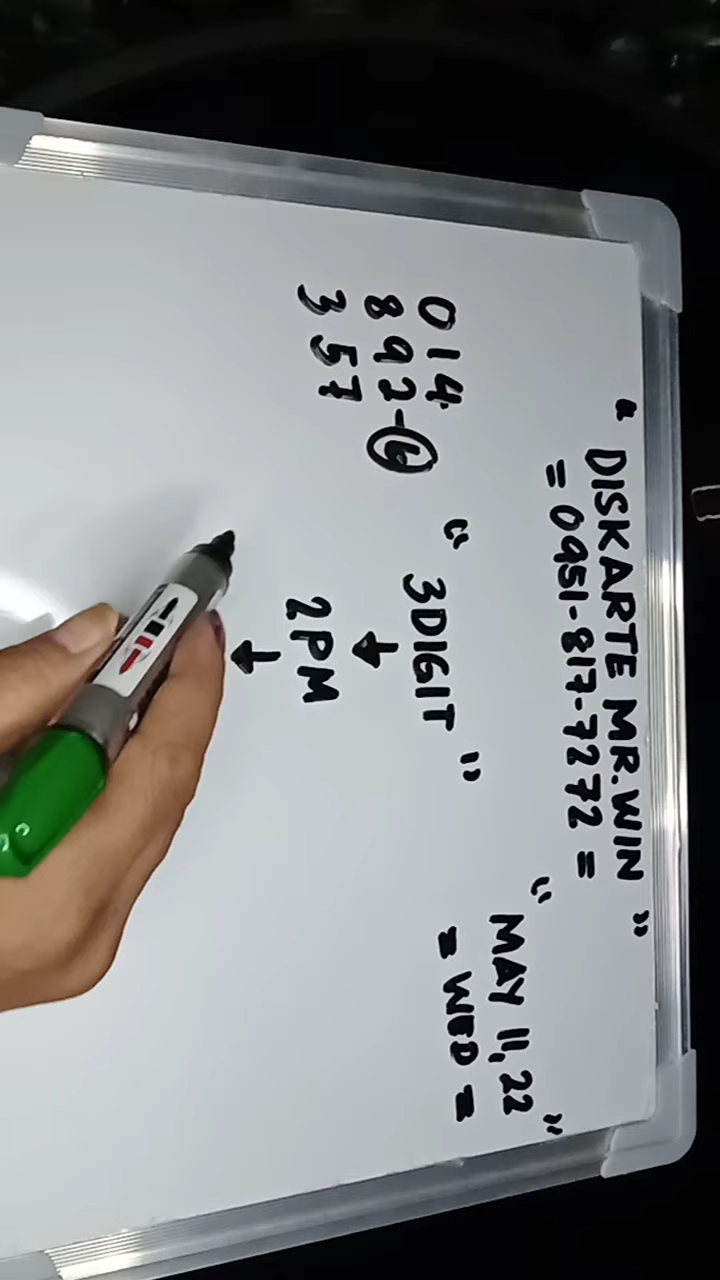 " DISKARTE MR. WIN "
= 0951-817-7272 =
014
892-6
357
" 3DIGIT "
2PM
" MAY 11, 22 "
= WED =